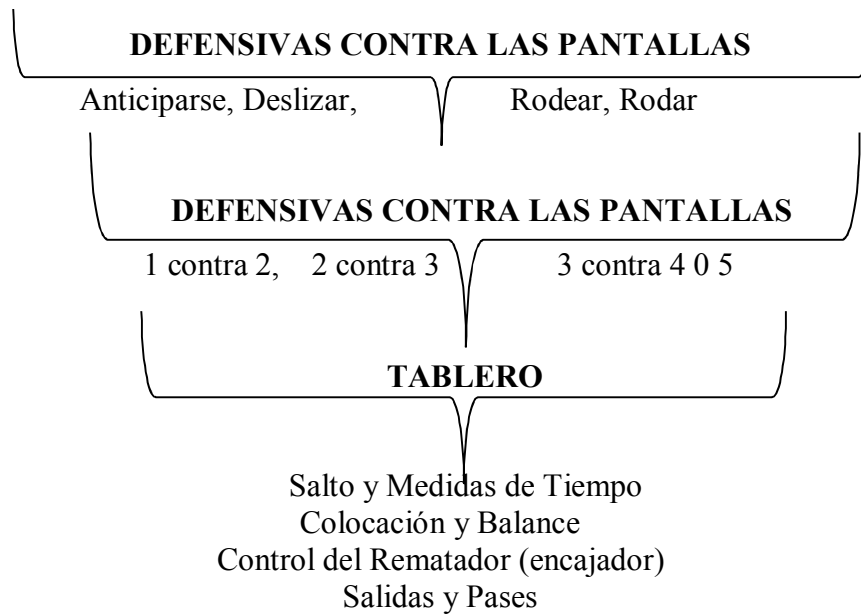 DEFENSIVAS CONTRA LAS PANTALLAS
Anticiparse, Deslizar, Rodear, Rodar
DEFENSIVAS CONTRA LAS PANTALLAS
1 contra 2, 2 contra 3 3 contra 4 0 5
TABLERO
Salto y Medidas de Tiempo
Colocación y Balance
Control del Rematador (encajador)
Salidas y Pases